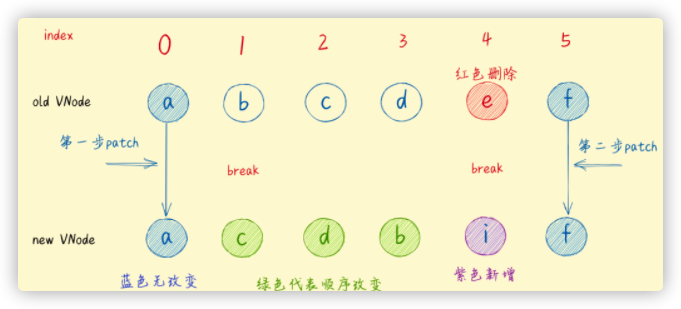 index 0 1 2 3 4 5
红色删除
old VNode a b c d e f
第一步patch 第二步patch
break break
new VNode a c d b i f
蓝色无改变 绿色代表顺序改变 紫色新增